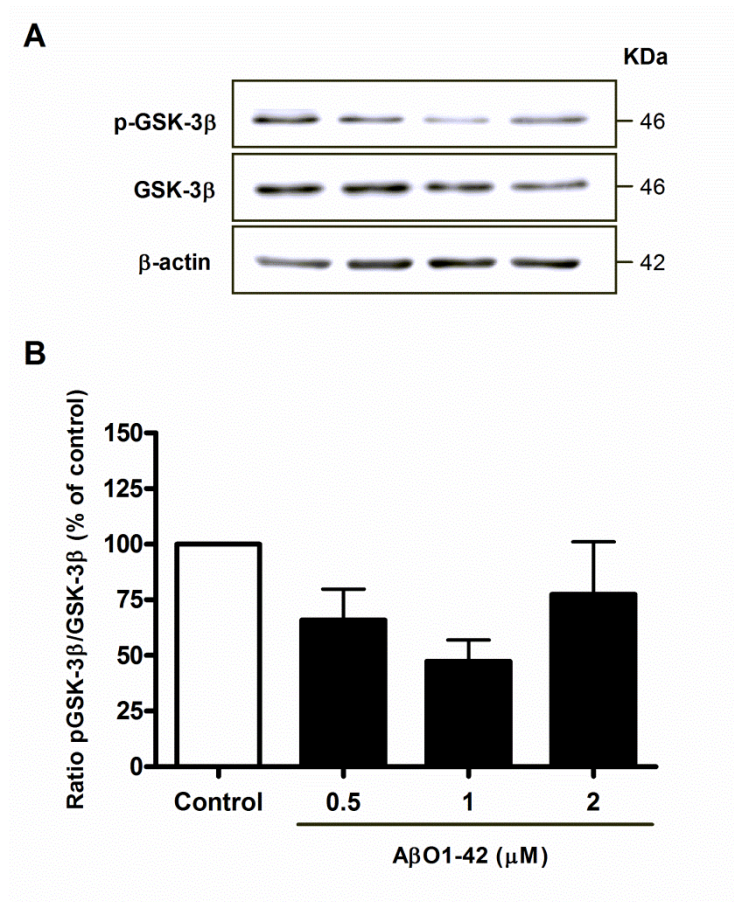 A
KDa
p-GSK-3β
46
GSK-3β
46
β-actin
42
B
Ratio pGSK-3β/GSK-3β (% of control)
150
125
100
75
50
25
0
Control 0.5 1 2
AβO1-42 (μM)